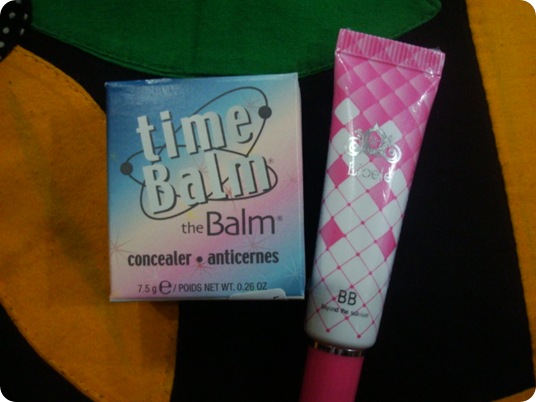 time
Balm®
the Balm®
concealer • anticernes
7.5 g ℮ / POIDS NET WT. 0.26 OZ
BB